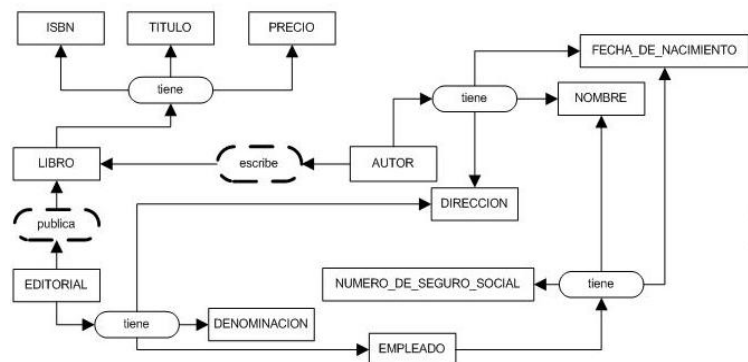 ISBN
TITULO
PRECIO
FECHA_DE_NACIMIENTO
tiene
tiene
NOMBRE
LIBRO
escribe
AUTOR
DIRECCION
publica
EDITORIAL
NUMERO_DE_SEGURO_SOCIAL
tiene
tiene
DENOMINACION
EMPLEADO